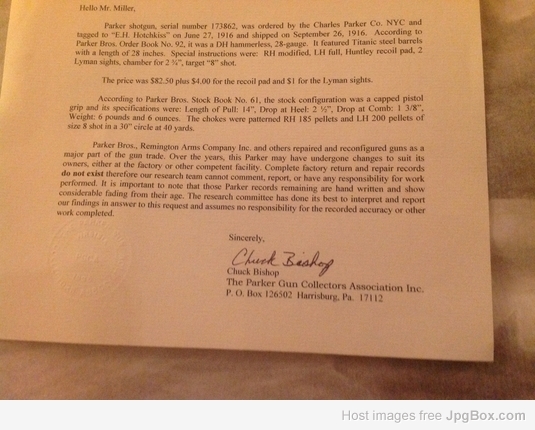 Hello Mr. Miller,
Parker shotgun, serial number 173862, was ordered by the Charles Parker Co. NYC and
tagged to "E.H. Hotchkiss" on June 27, 1916 and shipped on September 26, 1916. According to
Parker Bros. Order Book No. 92, it was a DH hammerless, 28-gauge. It featured Titanic steel barrels
with a length of 28 inches. Special instructions were: RH modified, LH full, Huntley recoil pad, 2
Lyman sights, chamber for 2 ¾", target "8" shot.
The price was $82.50 plus $4.00 for the recoil pad and $1 for the Lyman sights.
According to Parker Bros. Stock Book No. 61, the stock configuration was a capped pistol
grip and its specifications were: Length of Pull: 14", Drop at Heel: 2 ½", Drop at Comb: 1 3/8",
Weight: 6 pounds and 6 ounces. The chokes were patterned RH 185 pellets and LH 200 pellets of
size 8 shot in a 30" circle at 40 yards.
Parker Bros., Remington Arms Company Inc. and others repaired and reconfigured guns as a
major part of the gun trade. Over the years, this Parker may have undergone changes to suit its
owners, either at the factory or other competent facility. Complete factory return and repair records
do not exist therefore our research team cannot comment, report, or have any responsibility for work
performed. It is important to note that those Parker records remaining are hand written and show
considerable fading from their age. The research committee has done its best to interpret and report
our findings in answer to this request and assumes no responsibility for the recorded accuracy or other
work completed.
Sincerely,
Chuck Bishop
Chuck Bishop
The Parker Gun Collectors Association Inc.
P. O. Box 126502 Harrisburg, Pa. 17112
Host images free JpgBox.com